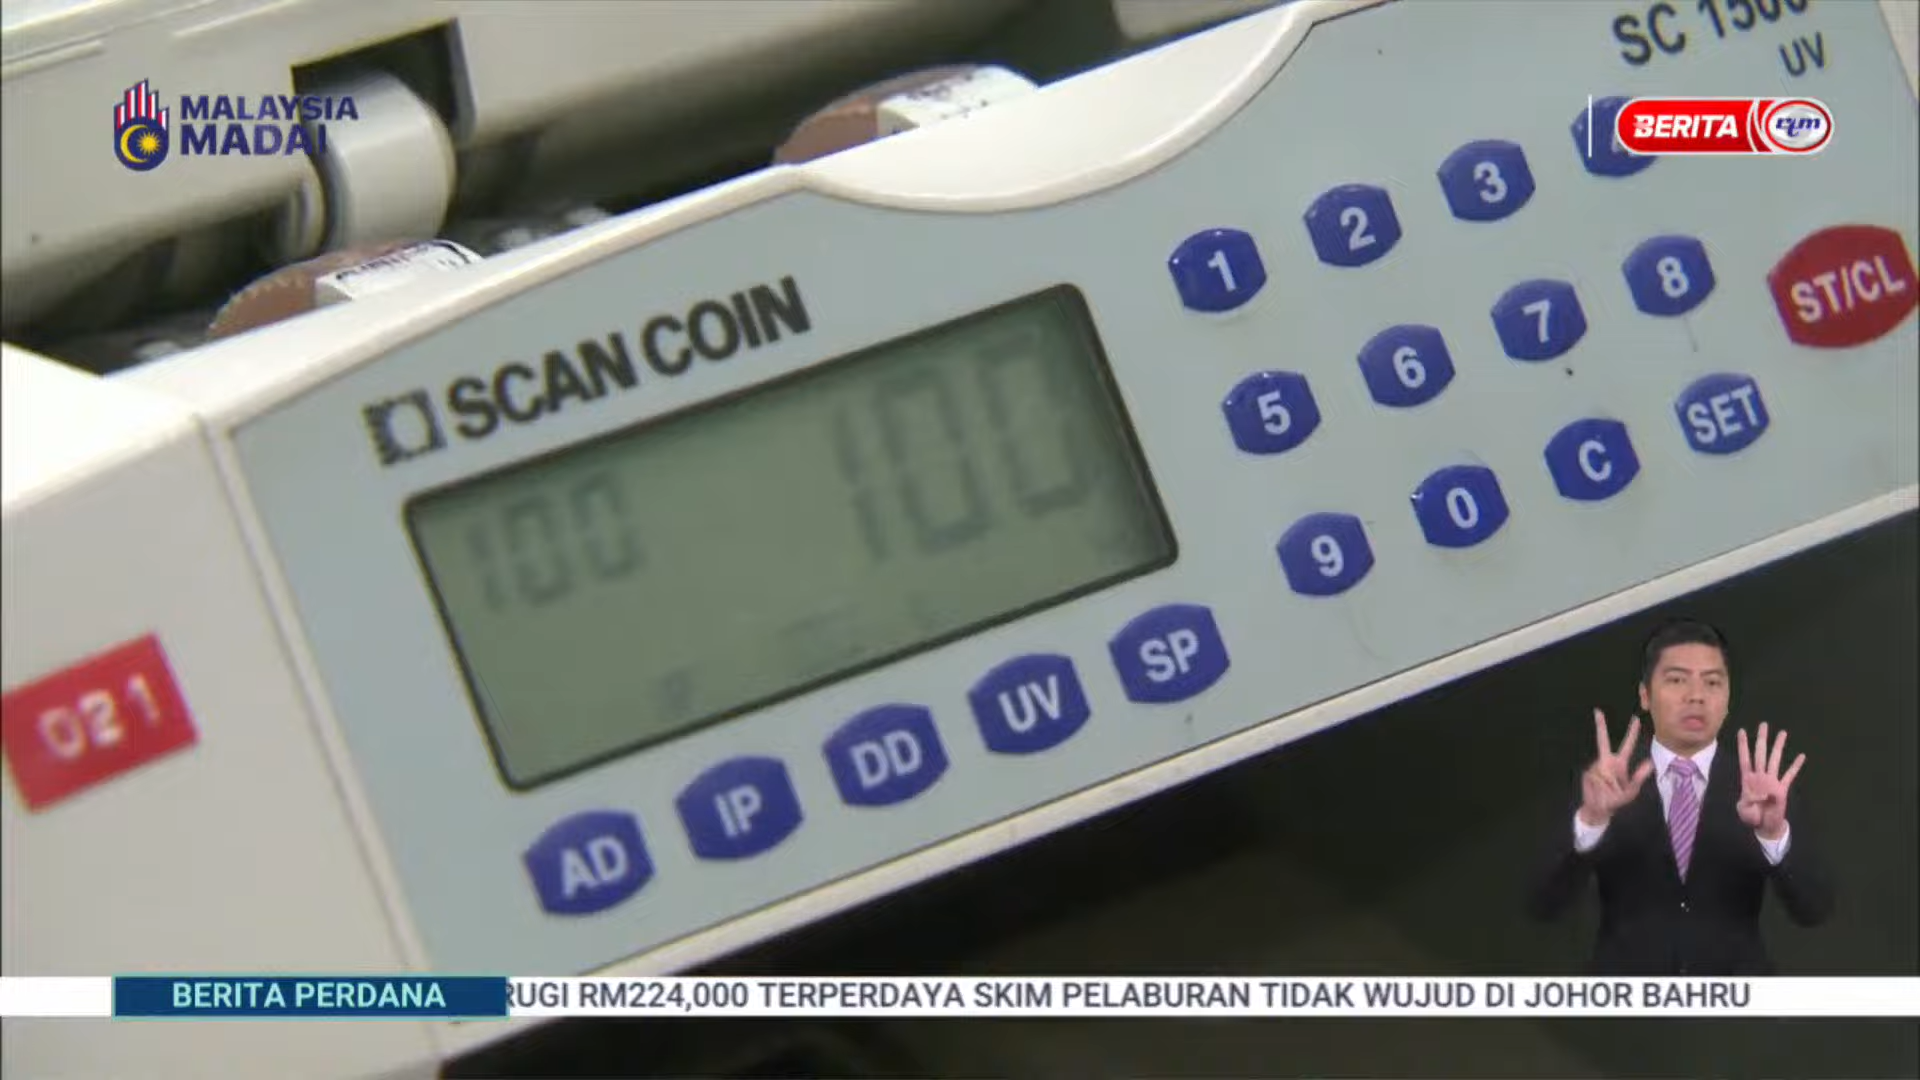 MALAYSIA
MADANI
SC 1500
UV
BERITA rtm
SCAN COIN
100 100
1 2 3
5 6 7 8 ST/CL
9 0 C SET
AD IP DD UV SP
021
BERITA PERDANA
RUGI RM224,000 TERPERDAYA SKIM PELABURAN TIDAK WUJUD DI JOHOR BAHRU